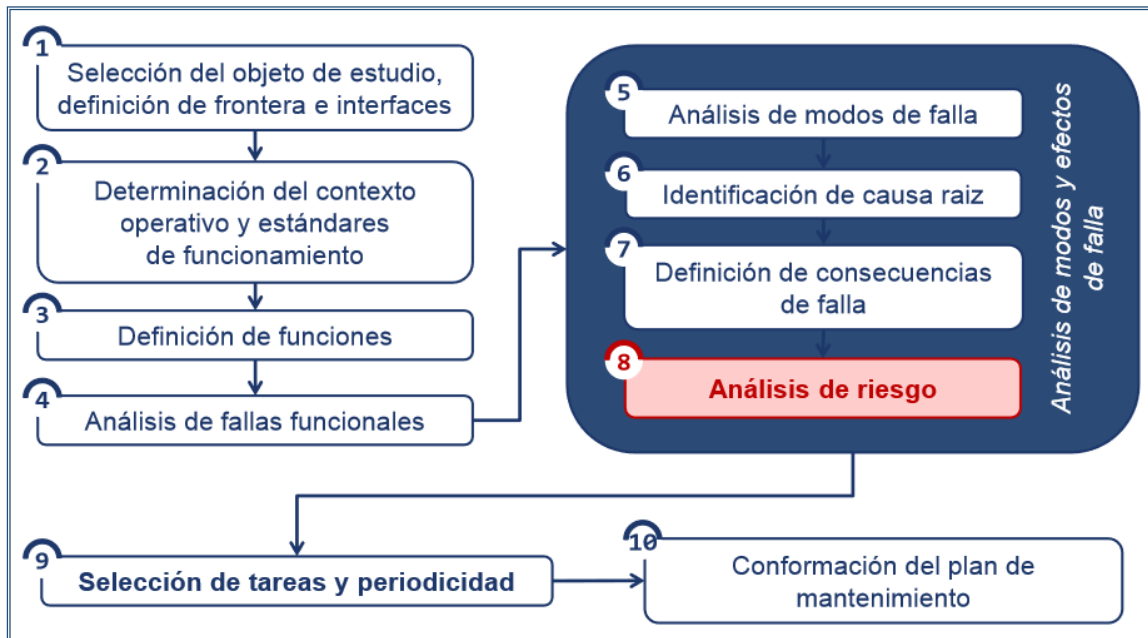 1
Selección del objeto de estudio,
definición de frontera e interfaces
2
Determinación del contexto
operativo y estándares
de funcionamiento
3
Definición de funciones
4
Análisis de fallas funcionales
5
Análisis de modos de falla
6
Identificación de causa raiz
7
Definición de consecuencias
de falla
8
Análisis de riesgo
Análisis de modos y efectos
de falla
9
Selección de tareas y periodicidad
10
Conformación del plan de
mantenimiento